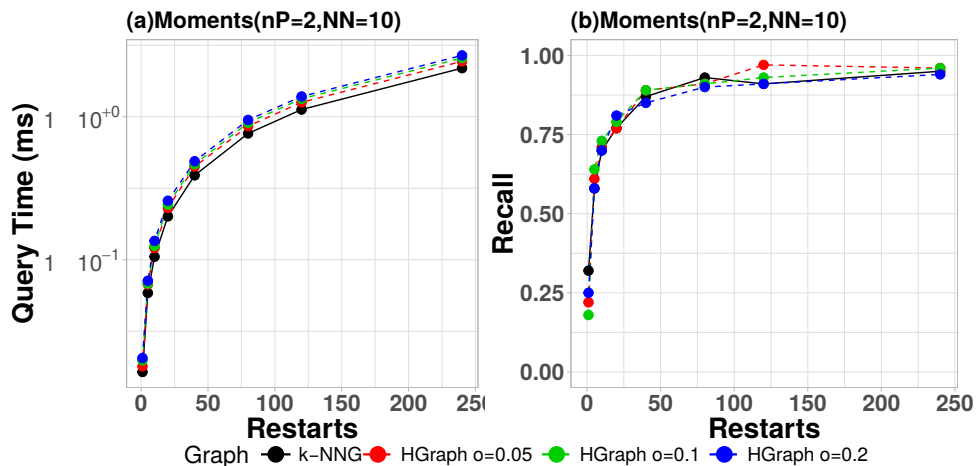 (a)Moments(nP=2,NN=10)
Query Time (ms)
1 10+0
1 10−1
0 50 100 150 200 250
Restarts
(b)Moments(nP=2,NN=10)
Recall
1.00
0.75
0.50
0.25
0.00
0 50 100 150 200 250
Restarts
Graph k−NNG HGraph o=0.05 HGraph o=0.1 HGraph o=0.2